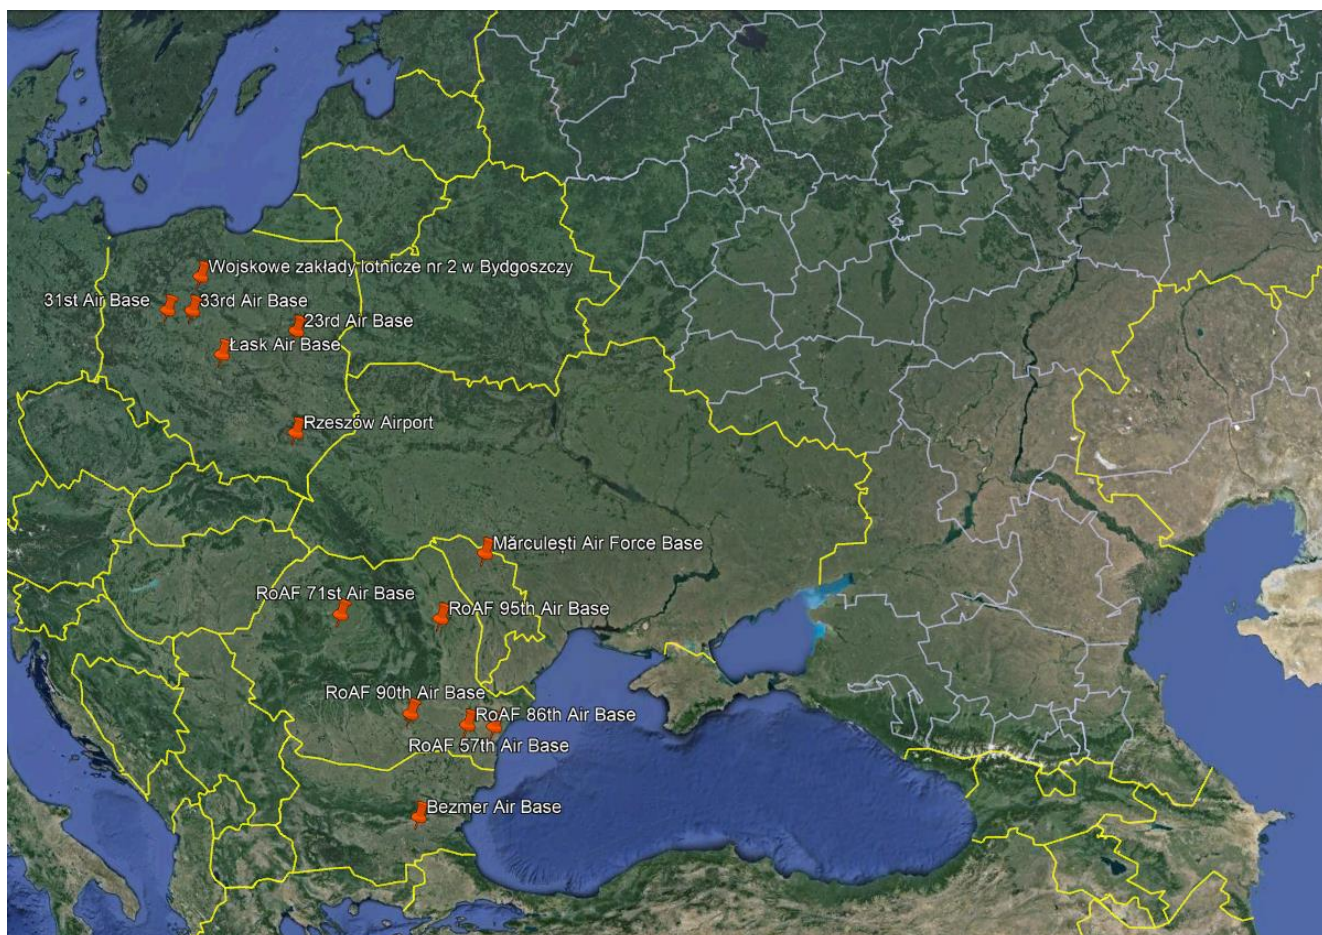 Wojskowe zakłady lotnicze nr 2 w Bydgoszczy
31st Air Base
33rd Air Base
23rd Air Base
Łask Air Base
Rzeszów Airport
Mărculești Air Force Base
RoAF 71st Air Base
RoAF 95th Air Base
RoAF 90th Air Base
RoAF 86th Air Base
RoAF 57th Air Base
Bezmer Air Base